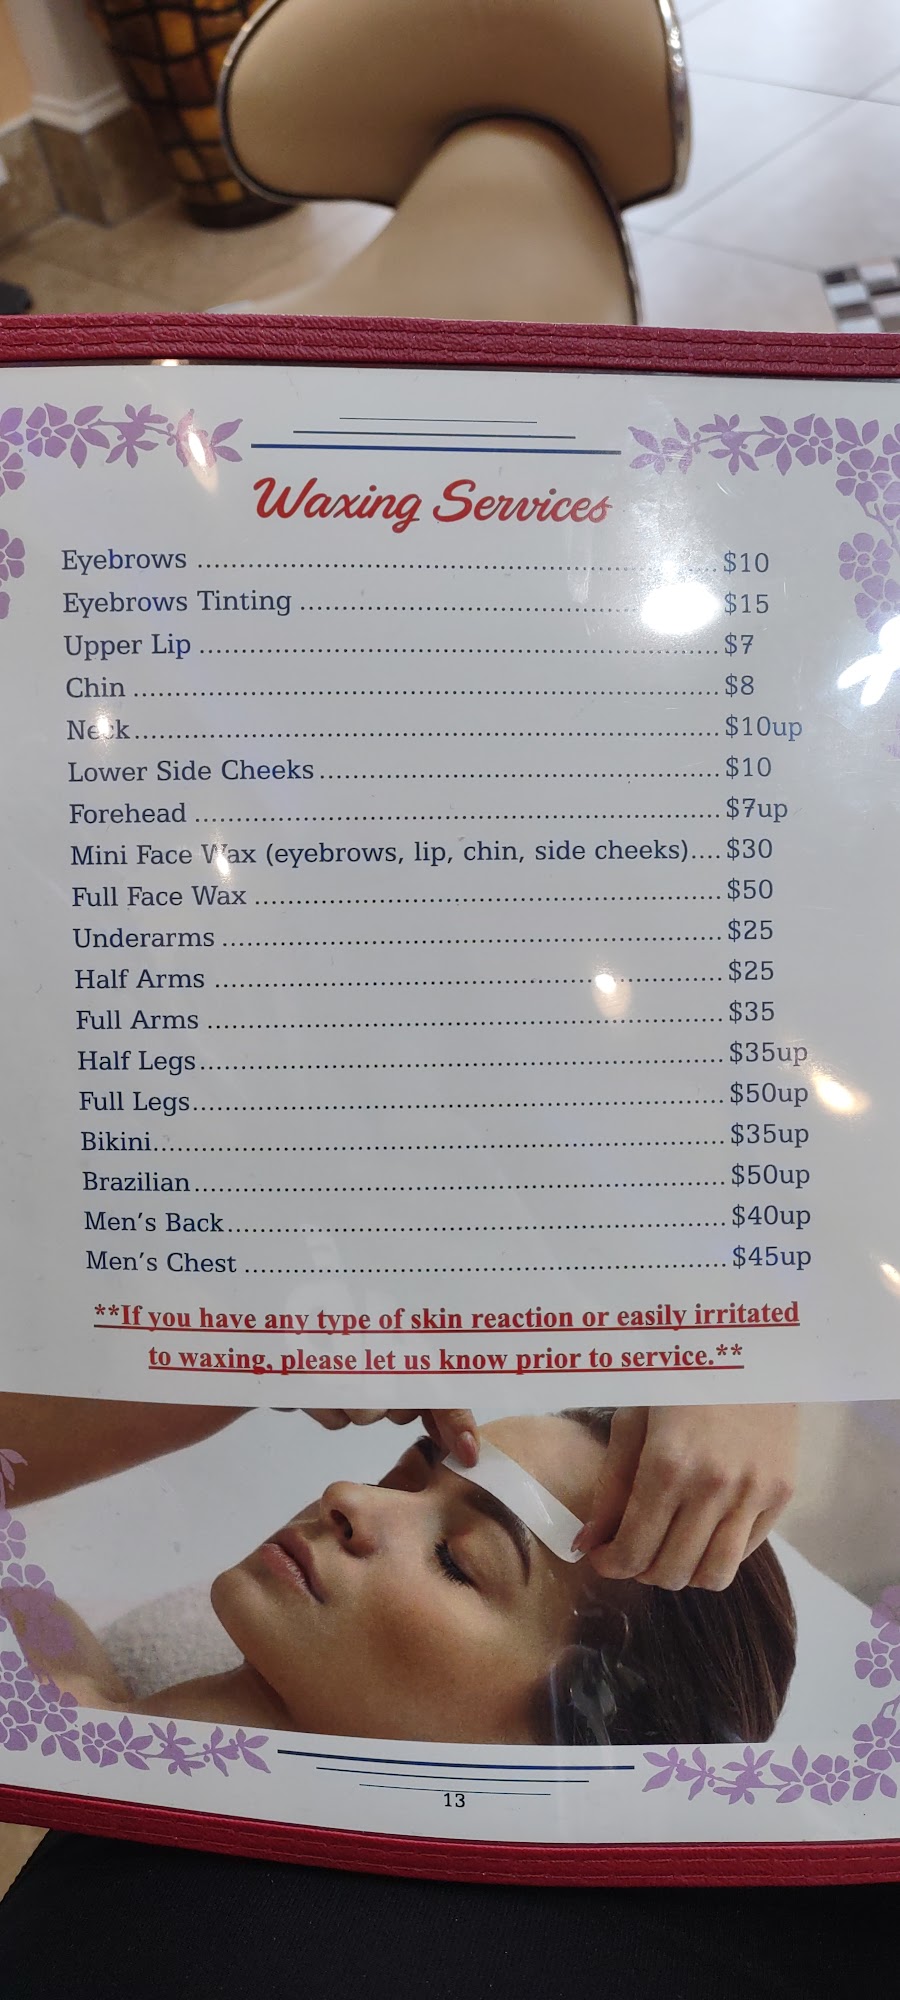 Waxing Services
Eyebrows ........ $10
Eyebrows Tinting ........ $15
Upper Lip ........ $7
Chin ........ $8
Neck ........ $10up
Lower Side Cheeks ........ $10
Forehead ........ $7up
Mini Face Wax (eyebrows, lip, chin, side cheeks).... $30
Full Face Wax ........ $50
Underarms ........ $25
Half Arms ........ $25
Full Arms ........ $35
Half Legs ........ $35up
Full Legs ........ $50up
Bikini ........ $35up
Brazilian ........ $50up
Men's Back ........ $40up
Men's Chest ........ $45up
**If you have any type of skin reaction or easily irritated
to waxing, please let us know prior to service.**
13